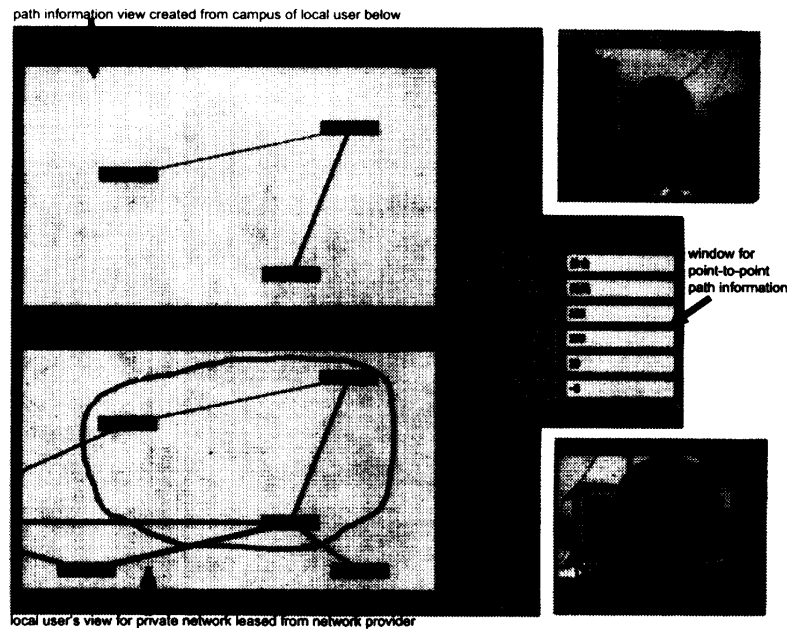 path information view created from campus of local user below
window for
point-to-point
path information
local user's view for private network leased from network provider